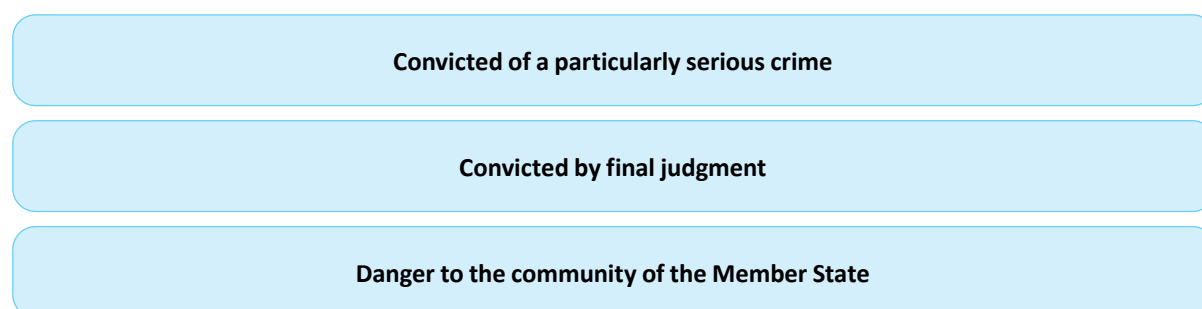 Convicted of a particularly serious crime
Convicted by final judgment
Danger to the community of the Member State